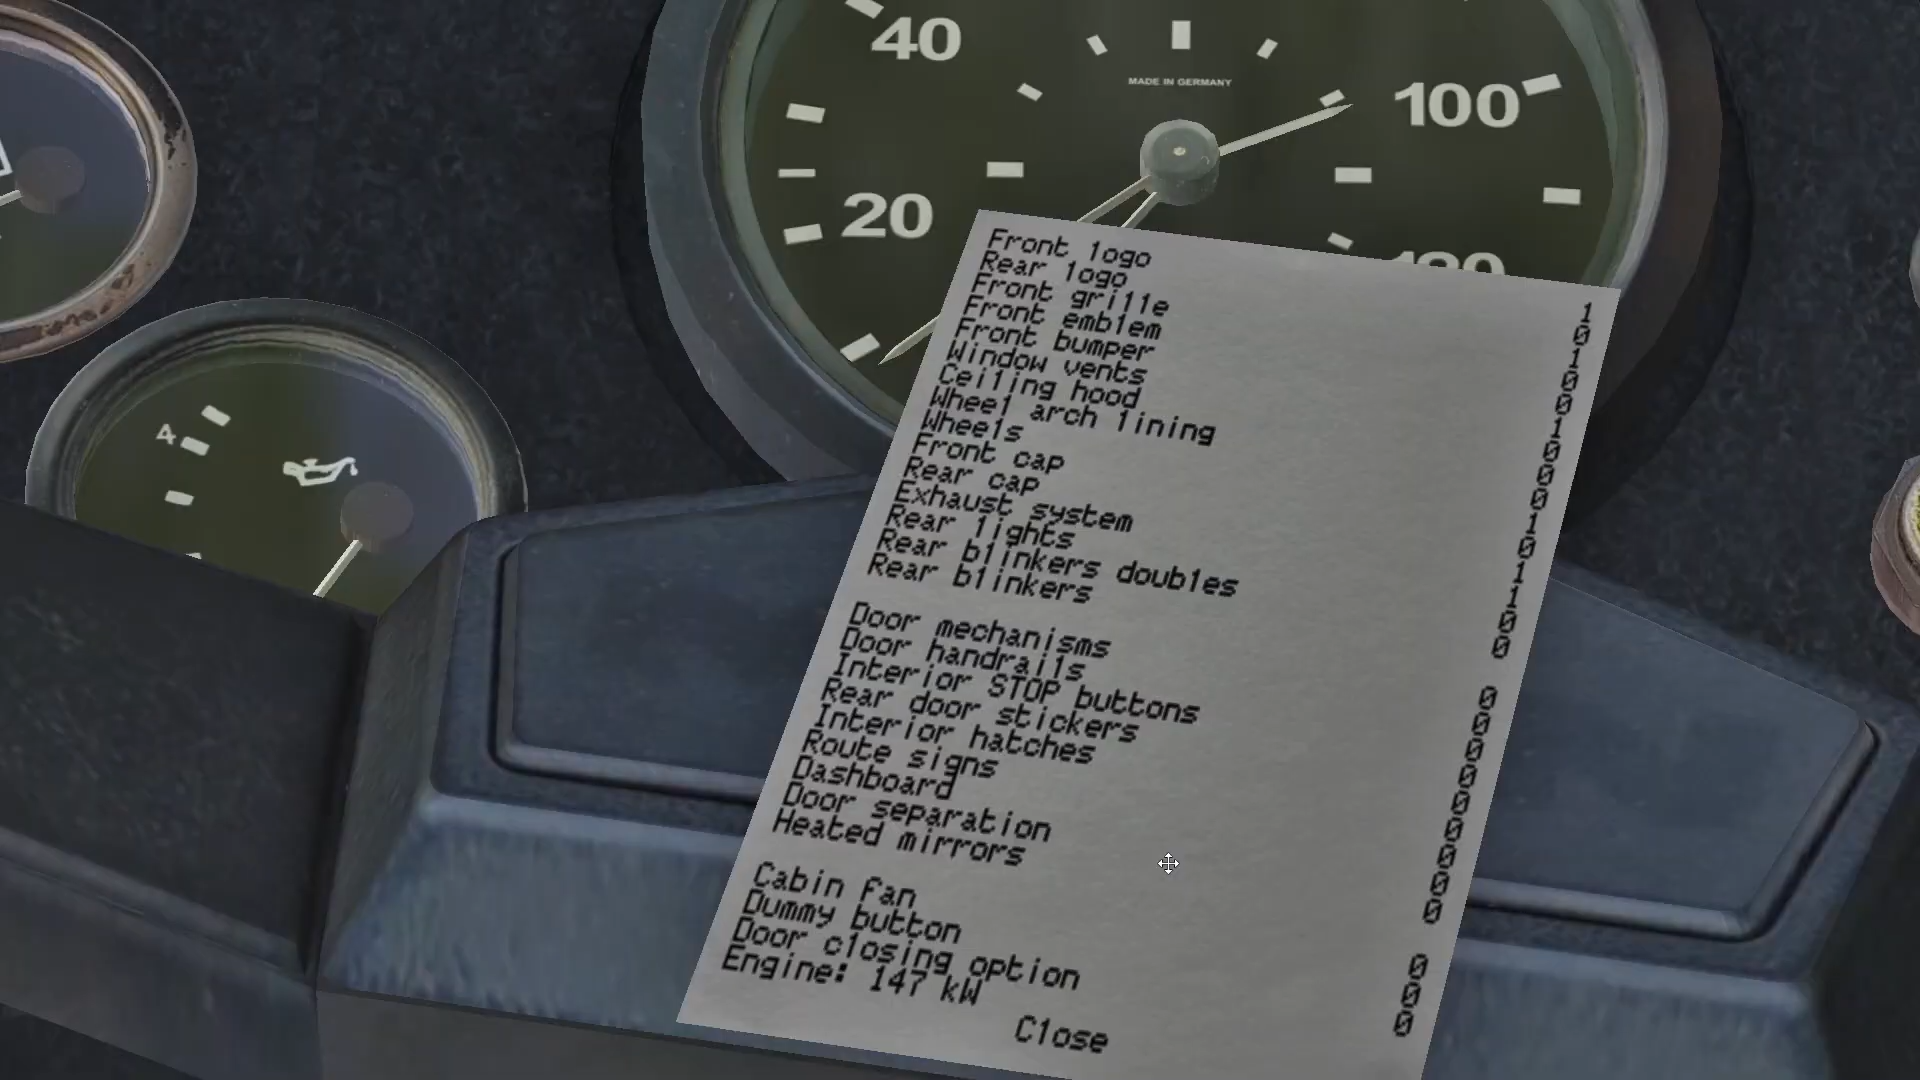 40
MADE IN GERMANY
100
20
120
4
Front logo 1
Rear logo 0
Front grille 1
Front emblem 0
Front bumper 0
Window vents 1
Ceiling hood 0
Wheel arch lining 0
Wheels 0
Front cap 1
Rear cap 0
Exhaust system 1
Rear lights 1
Rear blinkers doubles 0
Rear blinkers 0
Door mechanisms 0
Door handrails 0
Interior STOP buttons 0
Rear door stickers 0
Interior hatches 0
Route signs 0
Dashboard 0
Door separation 0
Heated mirrors 0
Cabin fan 0
Dummy button 0
Door closing option 0
Engine: 147 kW
Close